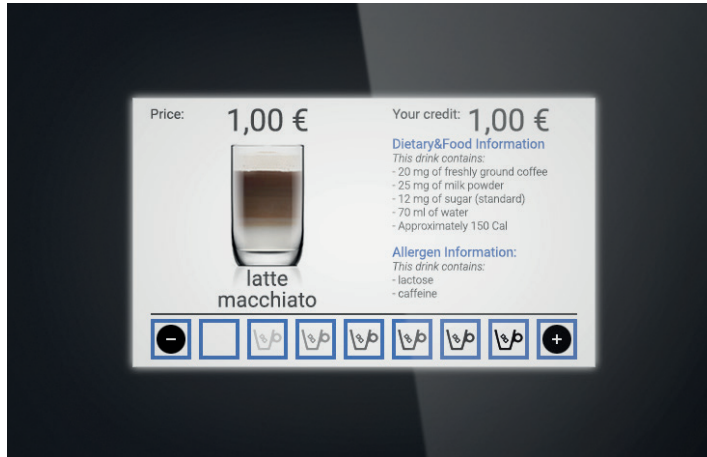 Price:
1,00 €
Your credit:
1,00 €
Dietary&Food Information
This drink contains:
- 20 mg of freshly ground coffee
- 25 mg of milk powder
- 12 mg of sugar (standard)
- 70 ml of water
- Approximately 150 Cal
Allergen Information:
This drink contains:
- lactose
- caffeine
latte
macchiato